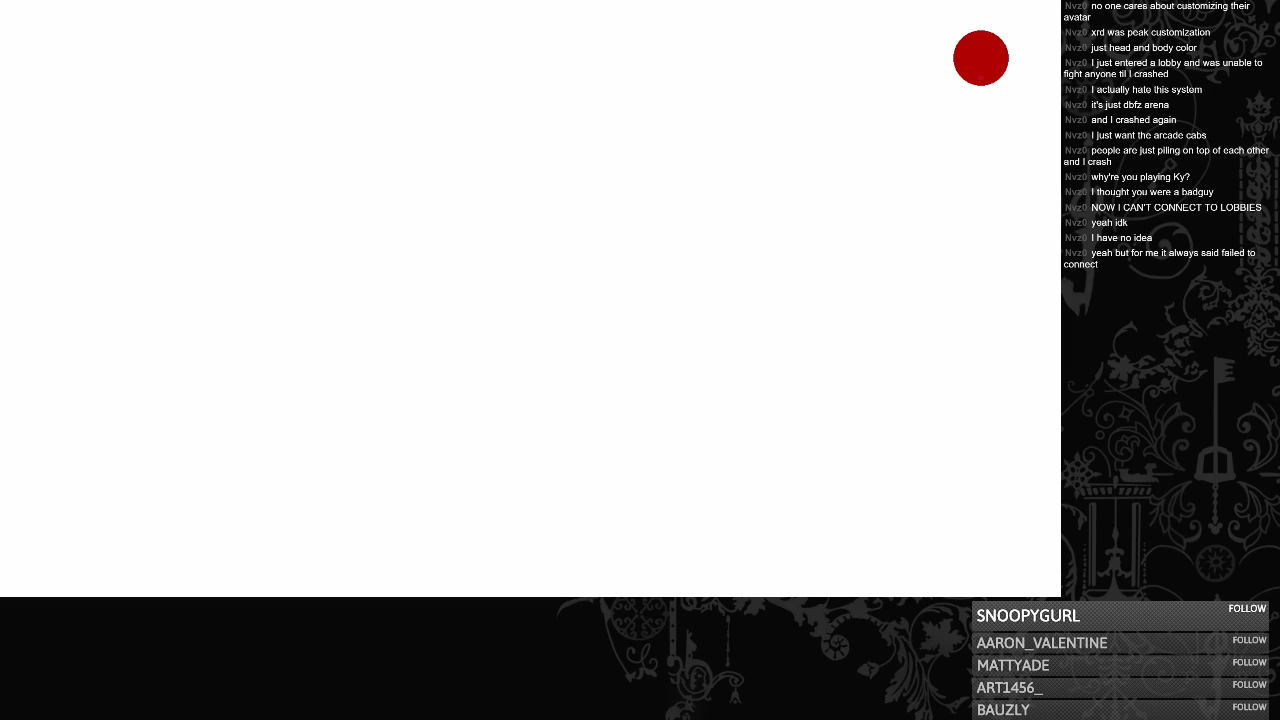 Nvz0 no one cares about customizing their
avatar
Nvz0 xrd was peak customization
Nvz0 just head and body color
Nvz0 I just entered a lobby and was unable to
fight anyone til I crashed
Nvz0 I actually hate this system
Nvz0 it's just dbfz arena
Nvz0 and I crashed again
Nvz0 I just want the arcade cabs
Nvz0 people are just piling on top of each other
and I crash
Nvz0 why're you playing Ky?
Nvz0 I thought you were a badguy
Nvz0 NOW I CAN'T CONNECT TO LOBBIES
Nvz0 yeah idk
Nvz0 I have no idea
Nvz0 yeah but for me it always said failed to
connect
SNOOPYGURL FOLLOW
AARON_VALENTINE FOLLOW
MATTYADE FOLLOW
ART1456_ FOLLOW
BAUZLY FOLLOW